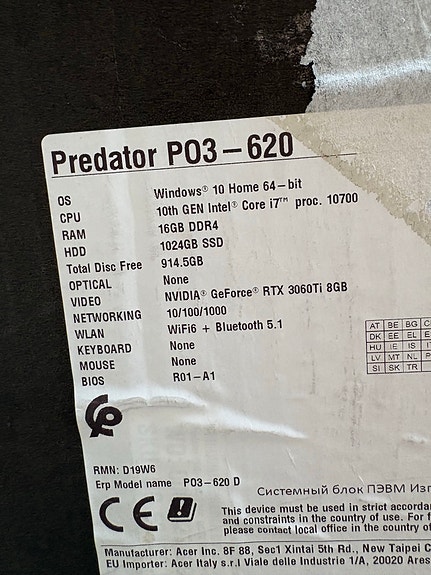 Predator PO3-620
OS Windows® 10 Home 64-bit
CPU 10th GEN Intel® Core i7™ proc. 10700
RAM 16GB DDR4
HDD 1024GB SSD
Total Disc Free 914.5GB
OPTICAL None
VIDEO NVIDIA® GeForce® RTX 3060Ti 8GB
NETWORKING 10/100/1000
WLAN WiFi6 + Bluetooth 5.1
KEYBOARD None
MOUSE None
BIOS R01-A1
AT BE BG
DK EE EL
HU IE IS
LV MT NL
SI SK TR
RMN: D19W6
Erp Model name PO3-620 D
Системный блок ПЭВМ
CE
This device must be used in strict
and constraints in the country of use. For
please contact local office in the country
Manufacturer: Acer Inc. 8F 88, Sec1 Xintai 5th Rd., New Taipei
EU Importer: Acer Italy s.r.l Viale delle Industrie 1/A, 20020